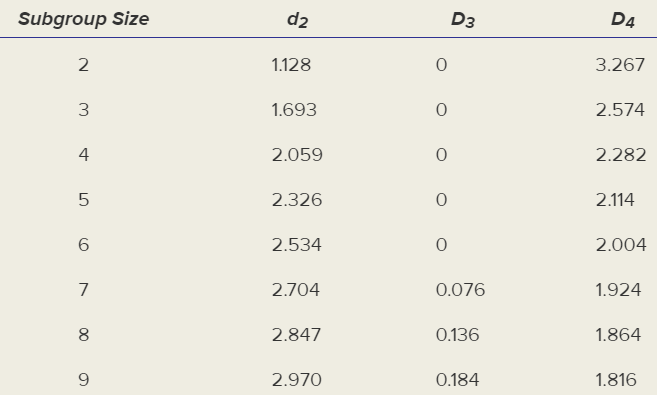 Subgroup Size d2 D3 D4
2 1.128 0 3.267
3 1.693 0 2.574
4 2.059 0 2.282
5 2.326 0 2.114
6 2.534 0 2.004
7 2.704 0.076 1.924
8 2.847 0.136 1.864
9 2.970 0.184 1.816